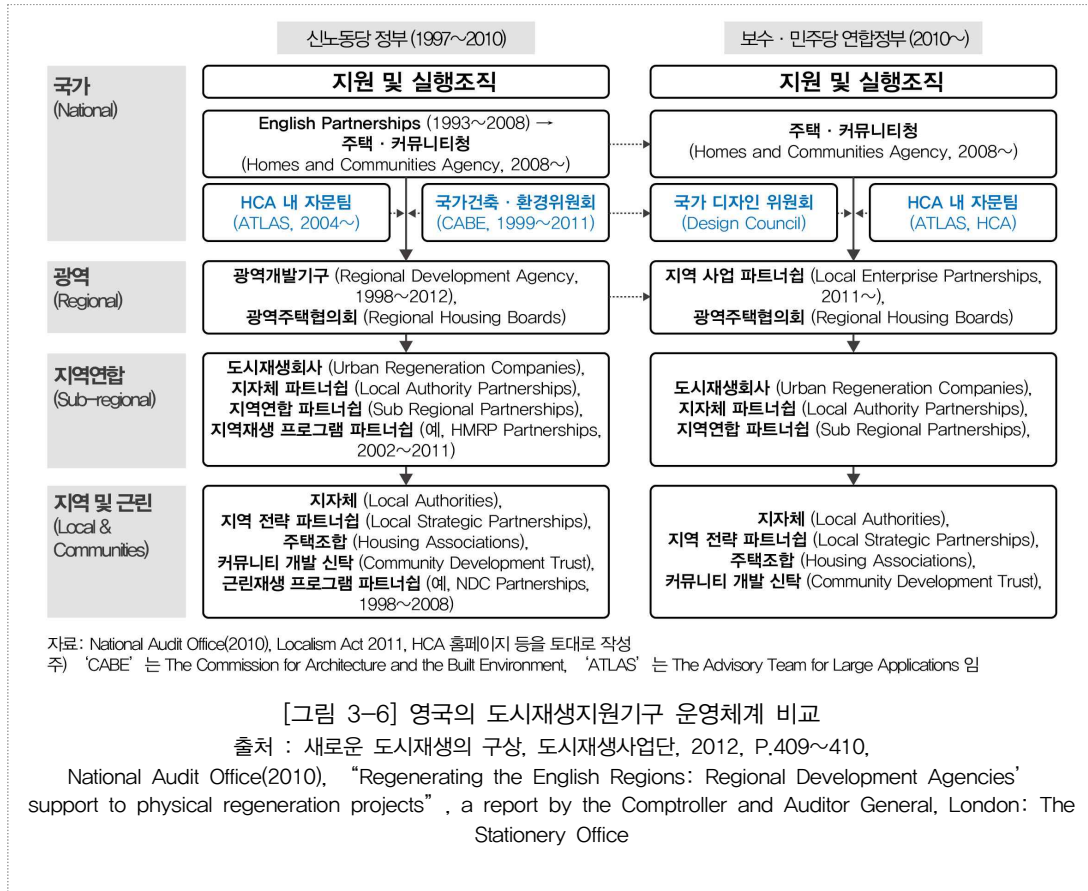 신노동당 정부 (1997～2010)
보수 · 민주당 연합정부 (2010～)
국가
(National)
지원 및 실행조직
지원 및 실행조직
English Partnerships (1993～2008) →
주택 · 커뮤니티청
(Homes and Communities Agency, 2008～)
주택 · 커뮤니티청
(Homes and Communities Agency, 2008～)
HCA 내 자문팀
(ATLAS, 2004～)
국가건축 · 환경위원회
(CABE, 1999～2011)
국가 디자인 위원회
(Design Council)
HCA 내 자문팀
(ATLAS, HCA)
광역
(Regional)
광역개발기구 (Regional Development Agency,
1998～2012),
광역주택협의회 (Regional Housing Boards)
지역 사업 파트너쉽 (Local Enterprise Partnerships,
2011～),
광역주택협의회 (Regional Housing Boards)
지역연합
(Sub-regional)
도시재생회사 (Urban Regeneration Companies),
지자체 파트너쉽 (Local Authority Partnerships),
지역연합 파트너쉽 (Sub Regional Partnerships),
지역재생 프로그램 파트너쉽 (예, HMRP Partnerships,
2002～2011)
도시재생회사 (Urban Regeneration Companies),
지자체 파트너쉽 (Local Authority Partnerships),
지역연합 파트너쉽 (Sub Regional Partnerships),
지역 및 근린
(Local &
Communities)
지자체 (Local Authorities),
지역 전략 파트너쉽 (Local Strategic Partnerships),
주택조합 (Housing Associations),
커뮤니티 개발 신탁 (Community Development Trust),
근린재생 프로그램 파트너쉽 (예, NDC Partnerships,
1998～2008)
지자체 (Local Authorities),
지역 전략 파트너쉽 (Local Strategic Partnerships),
주택조합 (Housing Associations),
커뮤니티 개발 신탁 (Community Development Trust),
자료: National Audit Office(2010), Localism Act 2011, HCA 홈페이지 등을 토대로 작성
주) ‘CABE’ 는 The Commission for Architecture and the Built Environment, ‘ATLAS’ 는 The Advisory Team for Large Applications 임
[그림 3-6] 영국의 도시재생지원기구 운영체계 비교
출처 : 새로운 도시재생의 구상, 도시재생사업단, 2012, P.409～410,
National Audit Office(2010), “Regenerating the English Regions: Regional Development Agencies’
support to physical regeneration projects” , a report by the Comptroller and Auditor General, London: The
Stationery Office